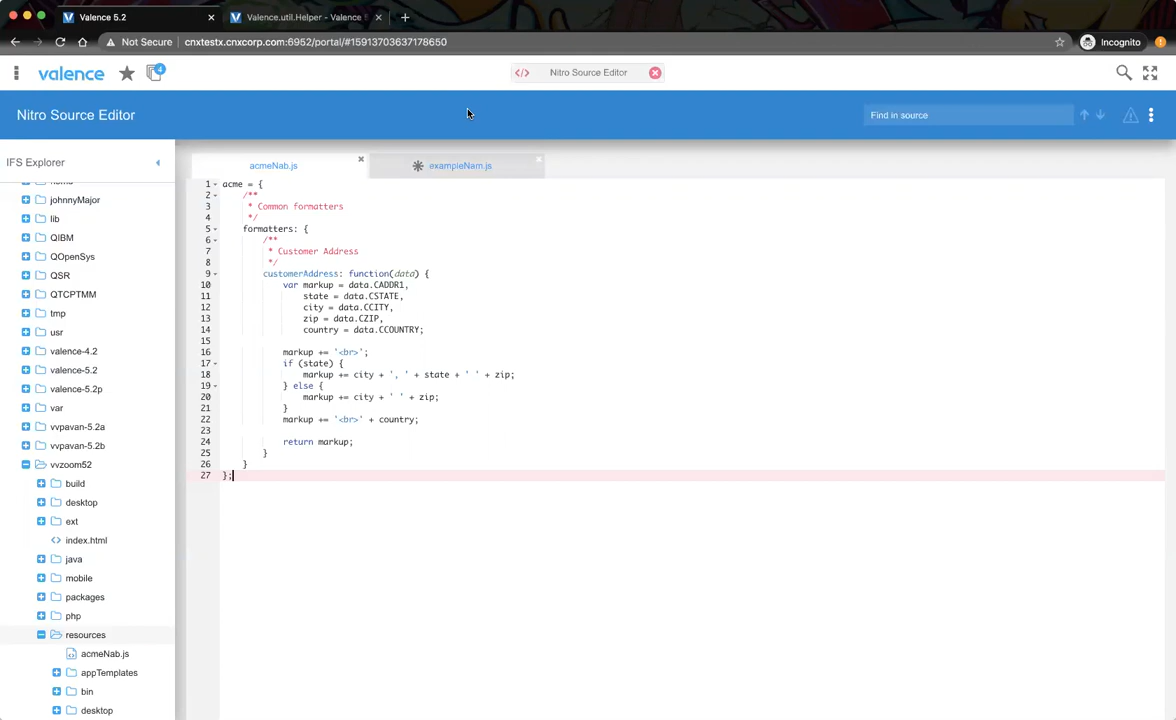 Valence 5.2
Valence.util.Helper - Valence 5
Not Secure
cnxtestx.cnxcorp.com:6952/portal/#15913703637178650
Incognito
valence
4
</> Nitro Source Editor
Nitro Source Editor
Find in source
IFS Explorer
johnnyMajor
lib
QIBM
QOpenSys
QSR
QTCPTMM
tmp
usr
valence-4.2
valence-5.2
valence-5.2p
var
vvpavan-5.2a
vvpavan-5.2b
vvzoom52
build
desktop
ext
<> index.html
java
mobile
packages
php
resources
acmeNab.js
appTemplates
bin
desktop
acmeNab.js
exampleNam.js
1 acme = {
2 /**
3 * Common formatters
4 */
5 formatters: {
6 /**
7 * Customer Address
8 */
9 customerAddress: function(data) {
10 var markup = data.CADDR1,
11 state = data.CSTATE,
12 city = data.CCITY,
13 zip = data.CZIP,
14 country = data.CCOUNTRY;
15
16 markup += '<br>';
17 if (state) {
18 markup += city + ', ' + state + ' ' + zip;
19 } else {
20 markup += city + ' ' + zip;
21 }
22 markup += '<br>' + country;
23
24 return markup;
25 }
26 }
27 };